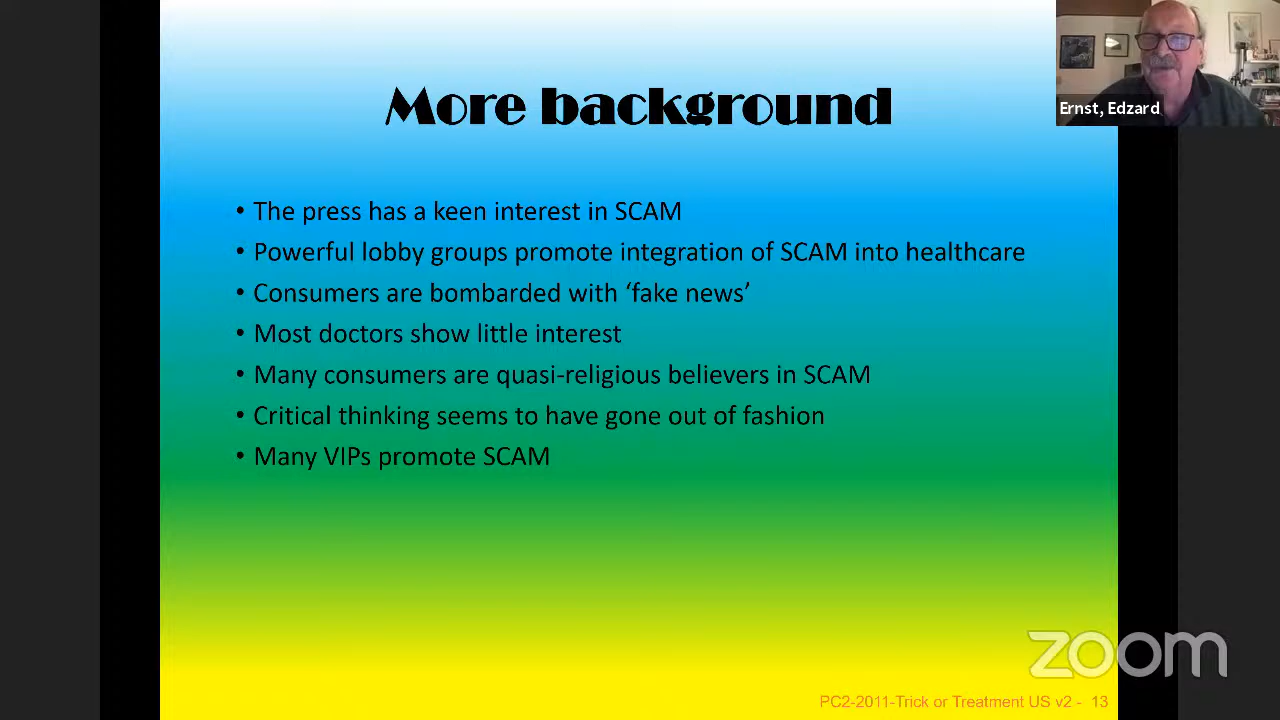 More background
Ernst, Edzard
• The press has a keen interest in SCAM
• Powerful lobby groups promote integration of SCAM into healthcare
• Consumers are bombarded with ‘fake news’
• Most doctors show little interest
• Many consumers are quasi-religious believers in SCAM
• Critical thinking seems to have gone out of fashion
• Many VIPs promote SCAM
zoom
PC2-2011-Trick or Treatment US v2 - 13